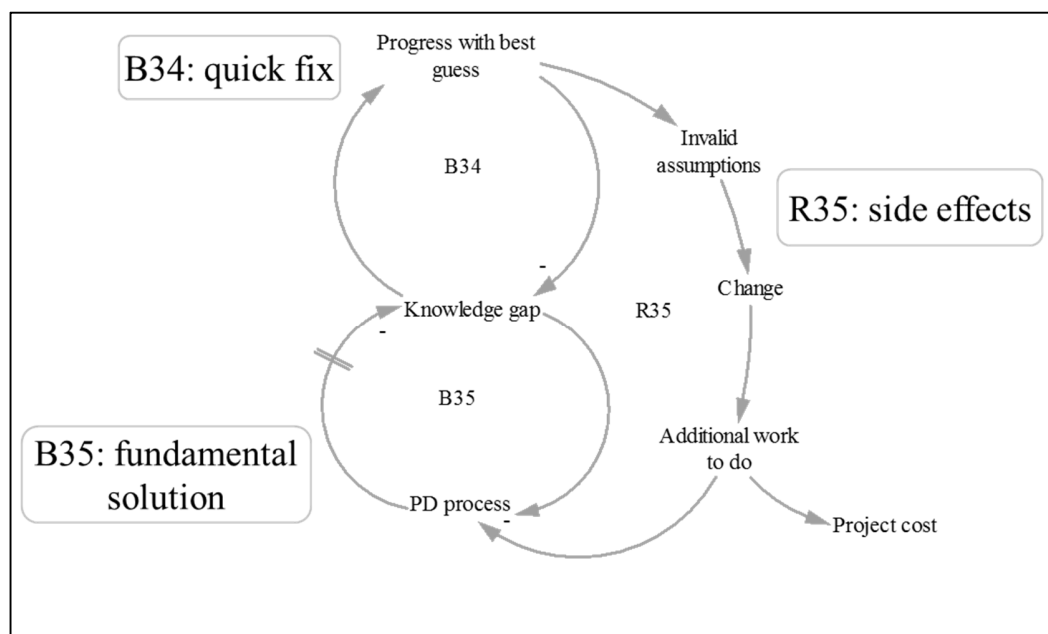 Progress with best
guess
B34: quick fix
Invalid
assumptions
B34
R35: side effects
-
Change
Knowledge gap
R35
-
B35
Additional work
to do
B35: fundamental
solution
PD process
-
Project cost